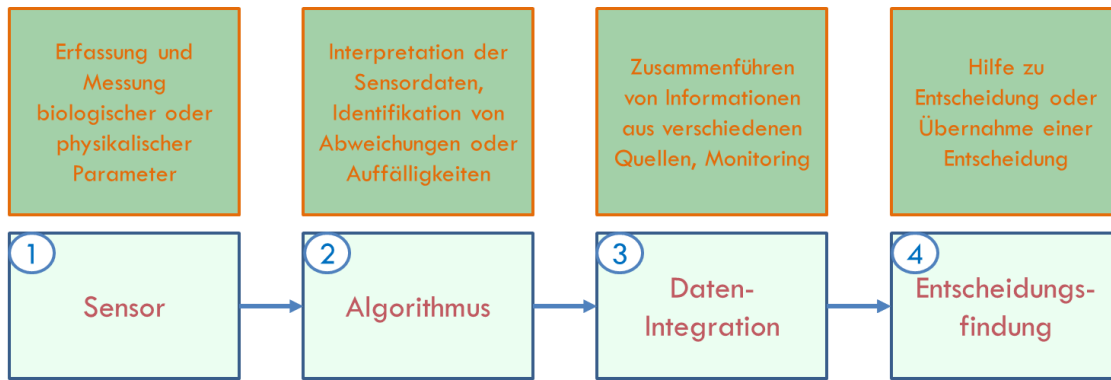 Erfassung und
Messung
biologischer oder
physikalischer
Parameter
Interpretation der
Sensordaten,
Identifikation von
Abweichungen oder
Auffälligkeiten
Zusammenführen
von Informationen
aus verschiedenen
Quellen, Monitoring
Hilfe zu
Entscheidung oder
Übernahme einer
Entscheidung
1
Sensor
2
Algorithmus
3
Daten-
Integration
4
Entscheidungs-
findung